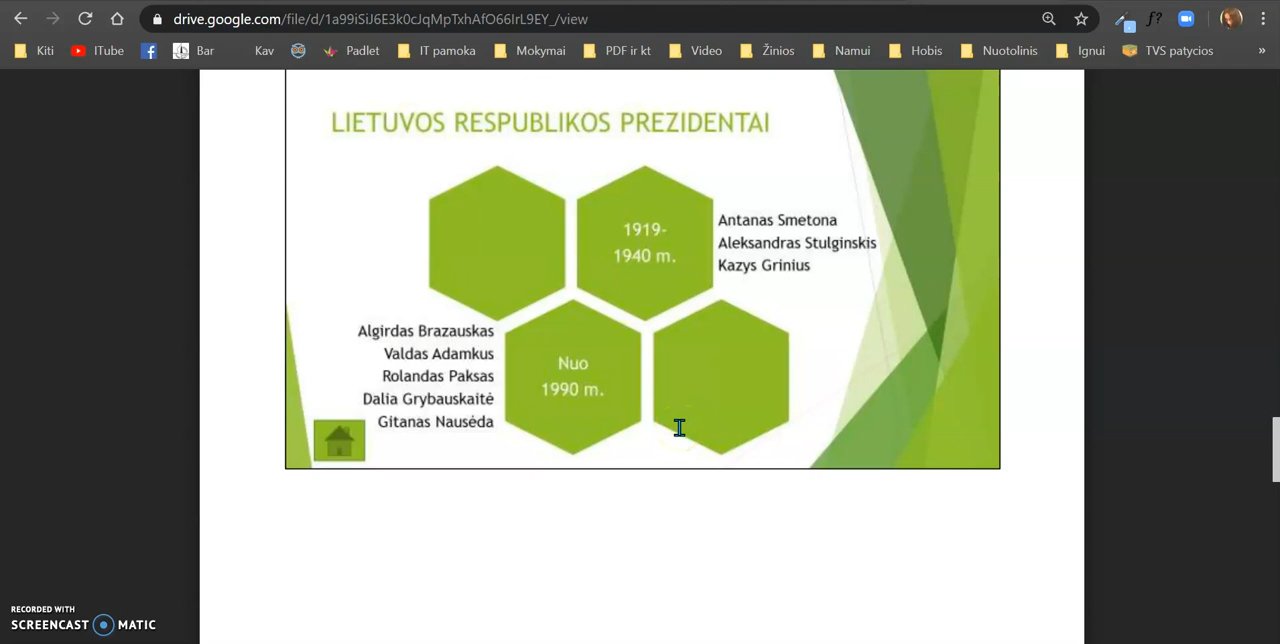 drive.google.com/file/d/1a99iSiJ6E3k0cJqMpTxhAfO66IrL9EY_/view
Kiti ITube Bar Kav Padlet IT pamoka Mokymai PDF ir kt Video Žinios Namui Hobis Nuotolinis Ignui TVS patycios »
LIETUVOS RESPUBLIKOS PREZIDENTAI
1919-
1940 m.
Antanas Smetona
Aleksandras Stulginskis
Kazys Grinius
Algirdas Brazauskas
Valdas Adamkus
Rolandas Paksas
Dalia Grybauskaitė
Gitanas Nausėda
Nuo
1990 m.
RECORDED WITH
SCREENCAST MATIC